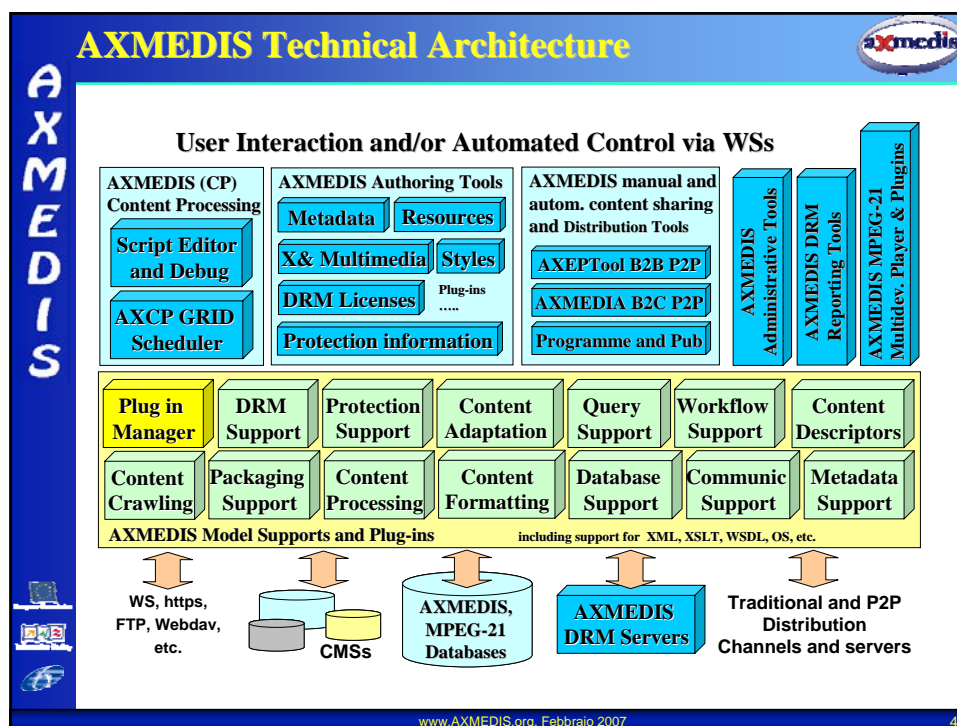 AXMEDIS Technical Architecture
axmedis
AXMEDIS
User Interaction and/or Automated Control via WSs
AXMEDIS (CP)
Content Processing
Script Editor
and Debug
AXCP GRID
Scheduler
AXMEDIS Authoring Tools
Metadata
Resources
X& Multimedia
Styles
DRM Licenses
Plug-ins
.....
Protection information
AXMEDIS manual and
autom. content sharing
and Distribution Tools
AXEPTool B2B P2P
AXMEDIA B2C P2P
Programme and Pub
AXMEDIS
Administrative Tools
AXMEDIS DRM
Reporting Tools
AXMEDIS MPEG-21
Multidev. Player & Plugins
Plug in
Manager
DRM
Support
Protection
Support
Content
Adaptation
Query
Support
Workflow
Support
Content
Descriptors
Content
Crawling
Packaging
Support
Content
Processing
Content
Formatting
Database
Support
Communic
Support
Metadata
Support
AXMEDIS Model Supports and Plug-ins
including support for XML, XSLT, WSDL, OS, etc.
WS, https,
FTP, Webdav,
etc.
CMSs
AXMEDIS,
MPEG-21
Databases
AXMEDIS
DRM Servers
Traditional and P2P
Distribution
Channels and servers
www.AXMEDIS.org, Febbraio 2007
4